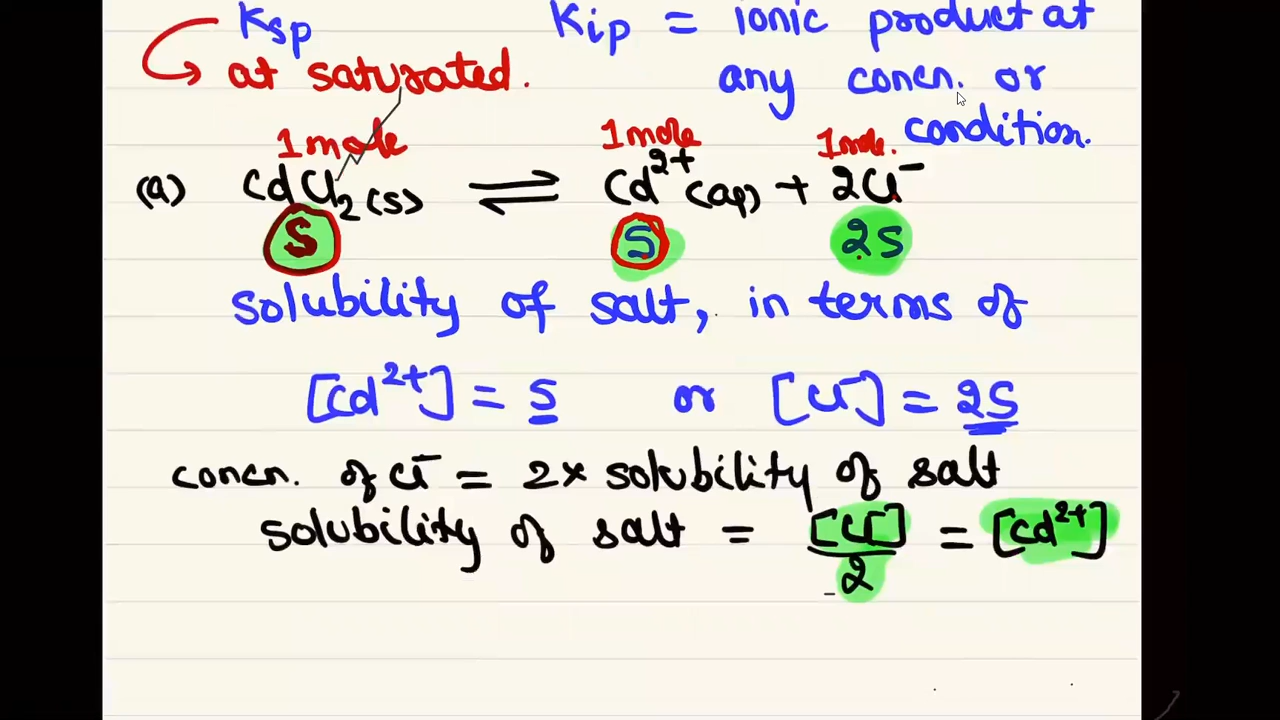 Ksp Kip = ionic product at
at saturated. any concn. or
1 mole 1 mole 1 mole. condition.
(a) CdCl₂(s) ⇌ Cd²⁺(aq) + 2Cl⁻
S S 2S
solubility of salt, in terms of
[Cd²⁺] = S or [Cl⁻] = 2S
concn. of Cl⁻ = 2× solubility of salt
solubility of salt = [Cl⁻]/2 = [Cd²⁺]